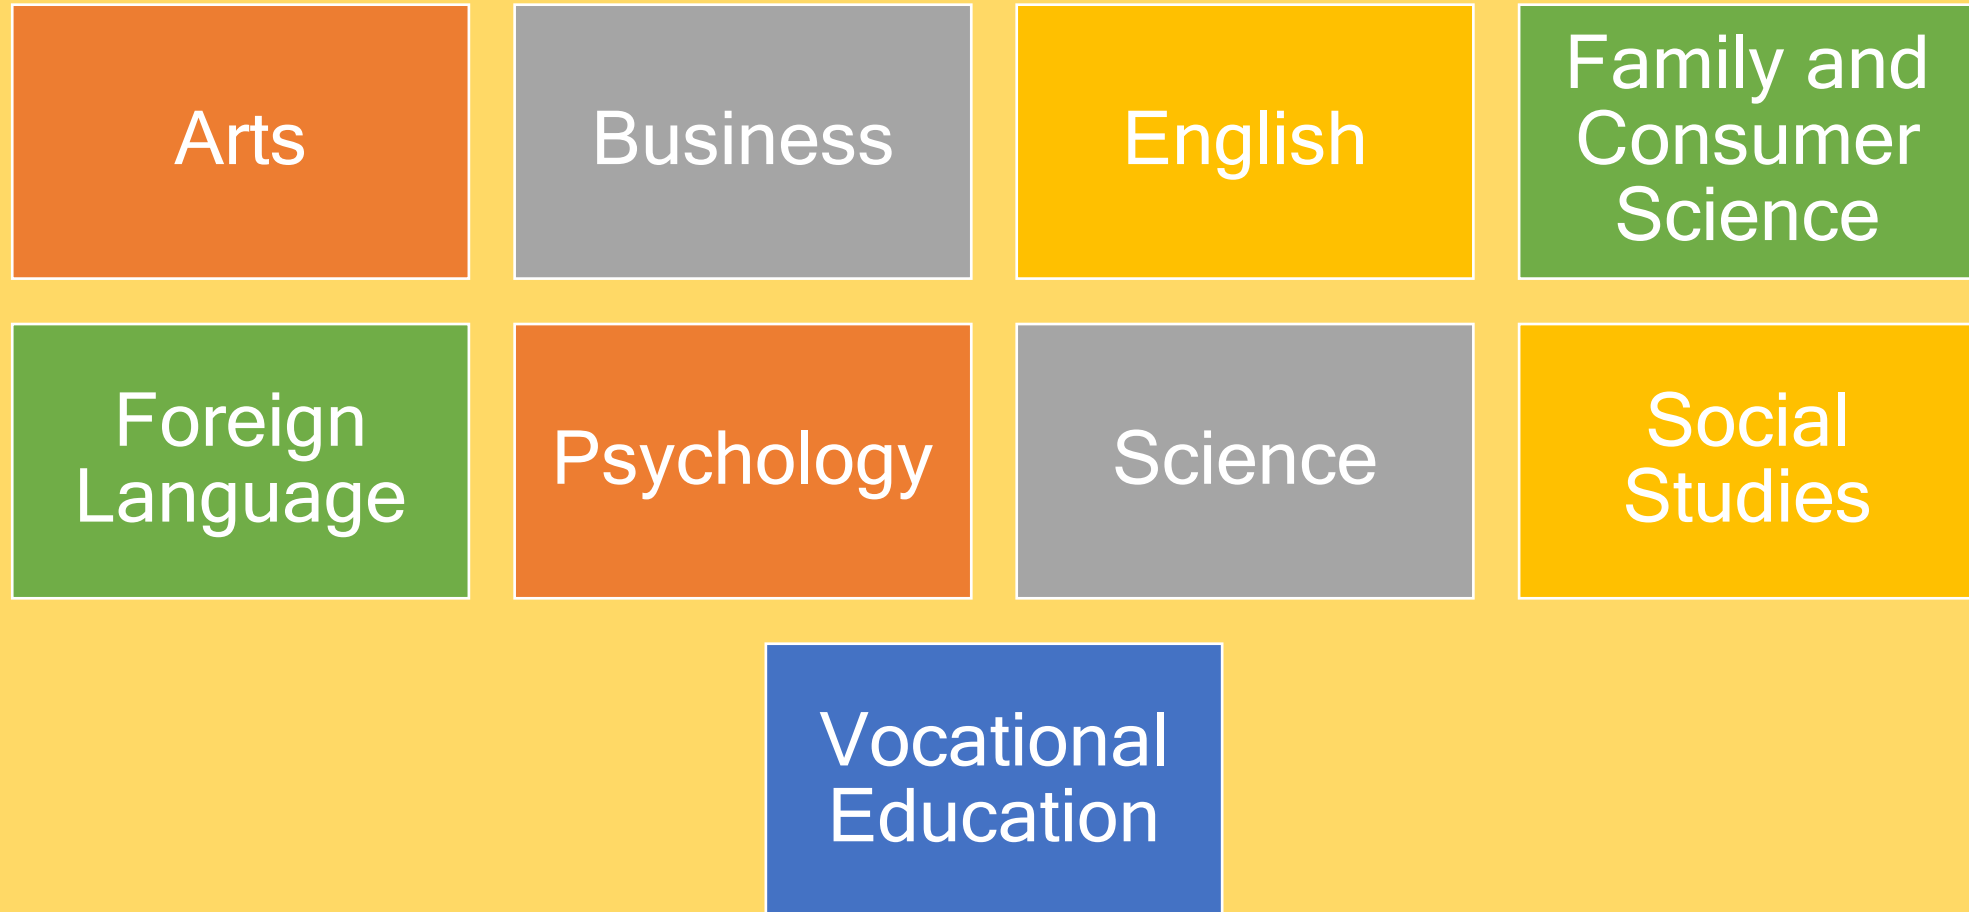 Arts
Business
English
Family and
Consumer
Science
Foreign
Language
Psychology
Science
Social
Studies
Vocational
Education